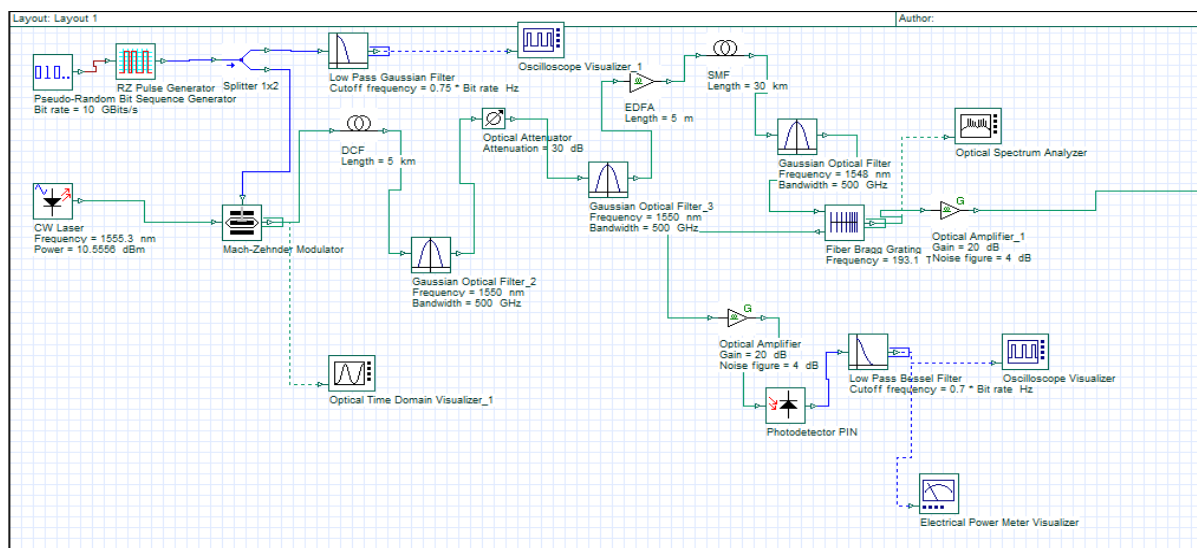 Layout: Layout 1
Author:
010..
Pseudo-Random Bit Sequence Generator
Bit rate = 10 GBits/s
RZ Pulse Generator
Splitter 1x2
Low Pass Gaussian Filter
Cutoff frequency = 0.75 * Bit rate Hz
Oscilloscope Visualizer_1
EDFA
Length = 5 m
SMF
Length = 30 km
DCF
Length = 5 km
Optical Attenuator
Attenuation = 30 dB
Gaussian Optical Filter
Frequency = 1548 nm
Bandwidth = 500 GHz
Optical Spectrum Analyzer
CW Laser
Frequency = 1555.3 nm
Power = 10.5556 dBm
Mach-Zehnder Modulator
Gaussian Optical Filter_3
Frequency = 1550 nm
Bandwidth = 500 GHz
Fiber Bragg Grating
Frequency = 193.1 T
G
Optical Amplifier_1
Gain = 20 dB
Noise figure = 4 dB
Gaussian Optical Filter_2
Frequency = 1550 nm
Bandwidth = 500 GHz
G
Optical Amplifier
Gain = 20 dB
Noise figure = 4 dB
Low Pass Bessel Filter
Cutoff frequency = 0.7 * Bit rate Hz
Oscilloscope Visualizer
Optical Time Domain Visualizer_1
Photodetector PIN
Electrical Power Meter Visualizer